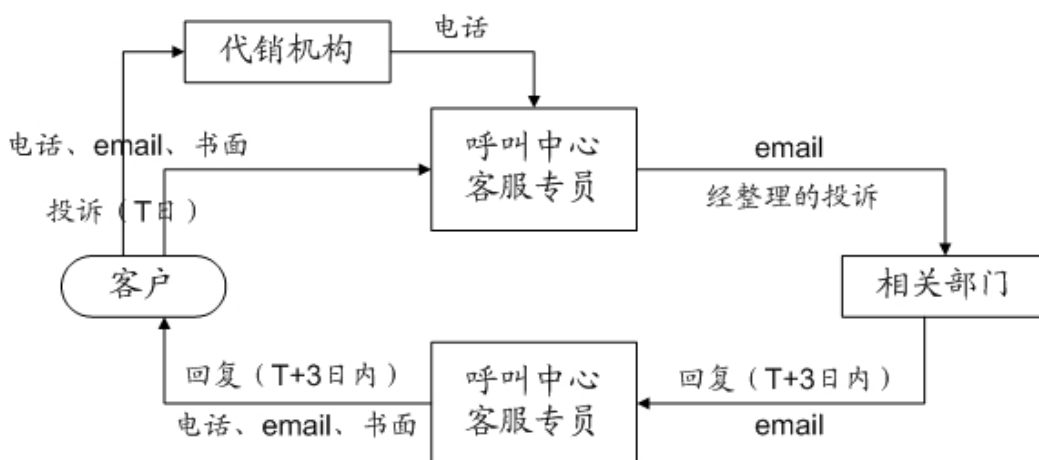 代销机构
电话
电话、email、书面
投诉（T日）
呼叫中心
客服专员
email
经整理的投诉
客户
相关部门
回复（T+3日内）
电话、email、书面
呼叫中心
客服专员
回复（T+3日内）
email